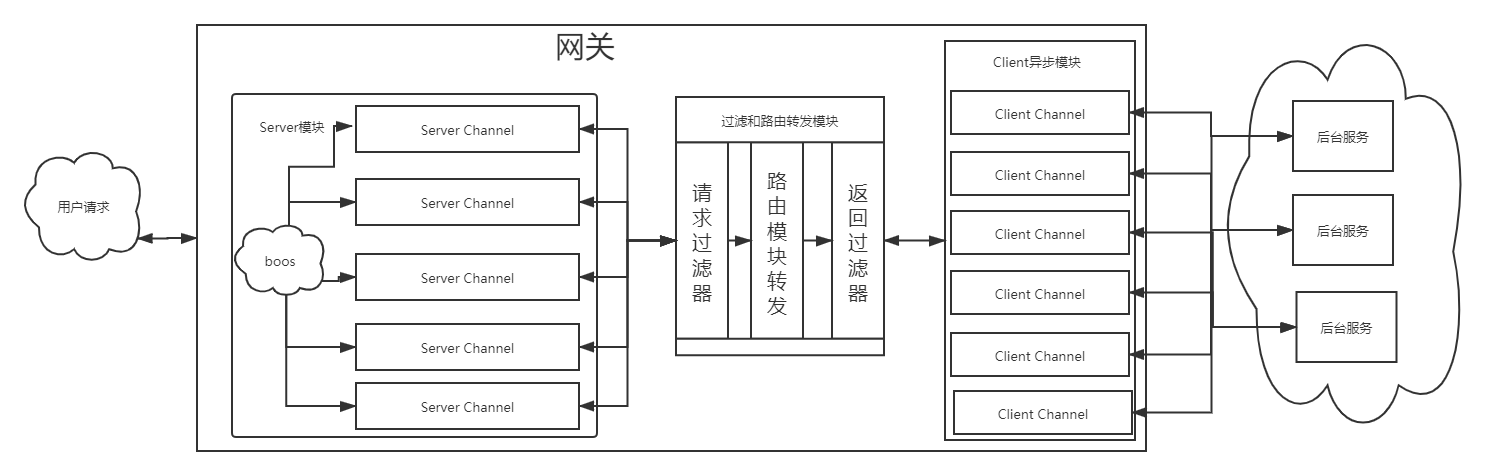 网关
用户请求
Server模块
boos
Server Channel
Server Channel
Server Channel
Server Channel
Server Channel
过滤和路由转发模块
请求过滤器
路由模块转发
返回过滤器
Client异步模块
Client Channel
Client Channel
Client Channel
Client Channel
Client Channel
Client Channel
后台服务
后台服务
后台服务